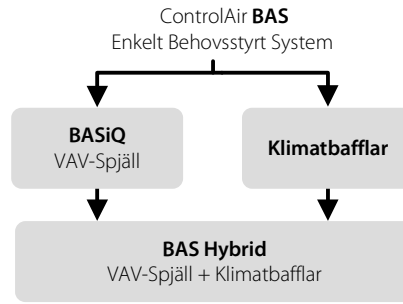 ControlAir BAS
Enkelt Behovsstyrt System
BASiQ
VAV-Spjäll
Klimatbafflar
BAS Hybrid
VAV-Spjäll + Klimatbafflar